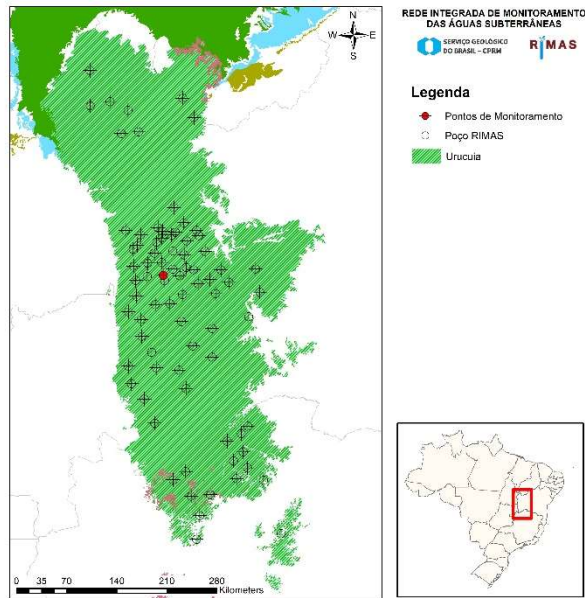 REDE INTEGRADA DE MONITORAMENTO
DAS ÁGUAS SUBTERRÂNEAS
SERVIÇO GEOLÓGICO
DO BRASIL – CPRM
RIMAS
Legenda
Pontos de Monitoramento
Poço RIMAS
Urucuia
N
W E
S
0 35 70 140 210 280
Kilometers